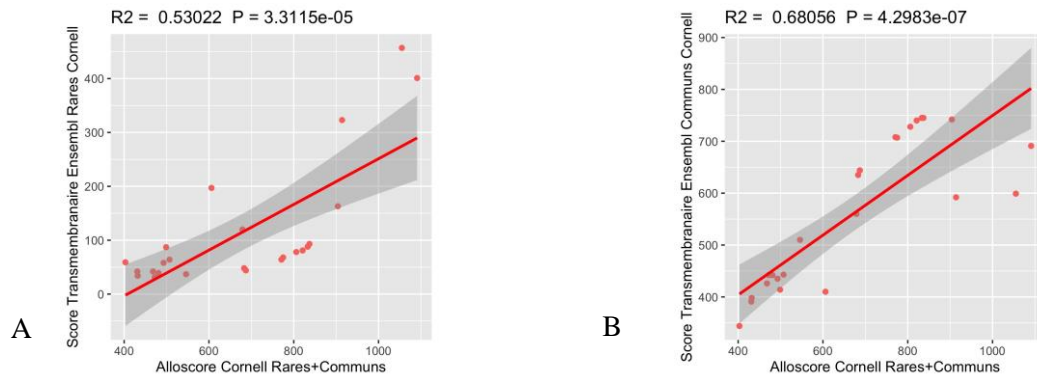 R2 = 0.53022 P = 3.3115e-05
Score Transmembranaire Ensembl Rares Cornell
400
300
200
100
0
400 600 800 1000
Alloscore Cornell Rares+Communs
A
R2 = 0.68056 P = 4.2983e-07
Score Transmembranaire Ensembl Communs Cornell
900
800
700
600
500
400
400 600 800 1000
Alloscore Cornell Rares+Communs
B